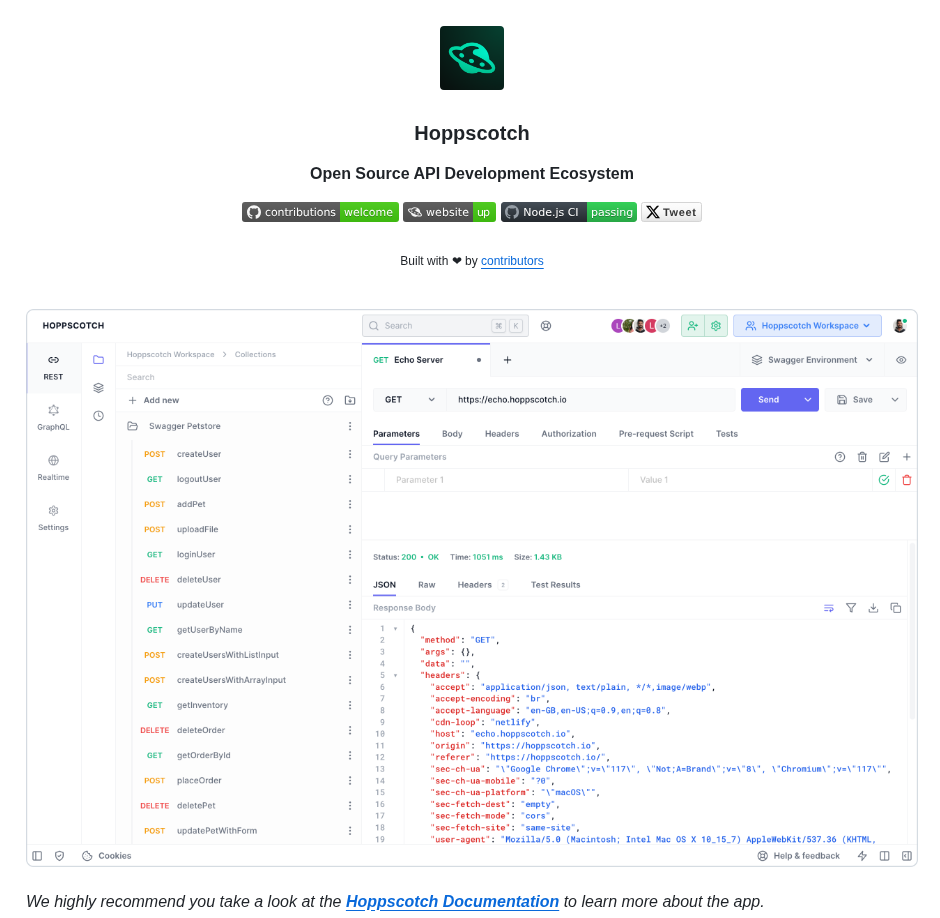 Hoppscotch
Open Source API Development Ecosystem
contributions welcome website up Node.js CI passing Tweet
Built with ❤ by contributors
HOPPSCOTCH
Search ⌘ K
L L +2
Hoppscotch Workspace
REST
GraphQL
Realtime
Settings
Hoppscotch Workspace > Collections
Search
+ Add new
Swagger Petstore
POST createUser
GET logoutUser
POST addPet
POST uploadFile
GET loginUser
DELETE deleteUser
PUT updateUser
GET getUserByName
POST createUsersWithListInput
POST createUsersWithArrayInput
GET getInventory
DELETE deleteOrder
GET getOrderById
POST placeOrder
DELETE deletePet
POST updatePetWithForm
GET Echo Server • +
Swagger Environment
GET https://echo.hoppscotch.io Send Save
Parameters Body Headers Authorization Pre-request Script Tests
Query Parameters
Parameter 1 Value 1
Status: 200 • OK Time: 1051 ms Size: 1.43 KB
JSON Raw Headers 2 Test Results
Response Body
1 {
2 "method": "GET",
3 "args": {},
4 "data": "",
5 "headers": {
6 "accept": "application/json, text/plain, */*,image/webp",
7 "accept-encoding": "br",
8 "accept-language": "en-GB,en-US;q=0.9,en;q=0.8",
9 "cdn-loop": "netlify",
10 "host": "echo.hoppscotch.io",
11 "origin": "https://hoppscotch.io",
12 "referer": "https://hoppscotch.io/",
13 "sec-ch-ua": "\"Google Chrome\";v=\"117\", \"Not;A=Brand\";v=\"8\", \"Chromium\";v=\"117\"",
14 "sec-ch-ua-mobile": "?0",
15 "sec-ch-ua-platform": "\"macOS\"",
16 "sec-fetch-dest": "empty",
17 "sec-fetch-mode": "cors",
18 "sec-fetch-site": "same-site",
19 "user-agent": "Mozilla/5.0 (Macintosh; Intel Mac OS X 10_15_7) AppleWebKit/537.36 (KHTML,
Cookies
Help & feedback
We highly recommend you take a look at the Hoppscotch Documentation to learn more about the app.